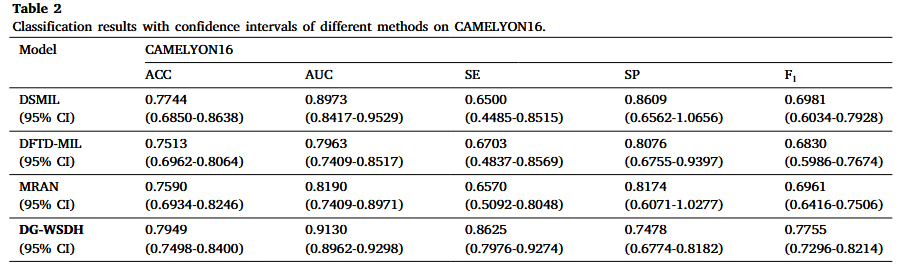 Table 2
Classification results with confidence intervals of different methods on CAMELYON16.
Model CAMELYON16
ACC AUC SE SP F1
DSMIL 0.7744 0.8973 0.6500 0.8609 0.6981
(95% CI) (0.6850-0.8638) (0.8417-0.9529) (0.4485-0.8515) (0.6562-1.0656) (0.6034-0.7928)
DFTD-MIL 0.7513 0.7963 0.6703 0.8076 0.6830
(95% CI) (0.6962-0.8064) (0.7409-0.8517) (0.4837-0.8569) (0.6755-0.9397) (0.5986-0.7674)
MRAN 0.7590 0.8190 0.6570 0.8174 0.6961
(95% CI) (0.6934-0.8246) (0.7409-0.8971) (0.5092-0.8048) (0.6071-1.0277) (0.6416-0.7506)
DG-WSDH 0.7949 0.9130 0.8625 0.7478 0.7755
(95% CI) (0.7498-0.8400) (0.8962-0.9298) (0.7976-0.9274) (0.6774-0.8182) (0.7296-0.8214)